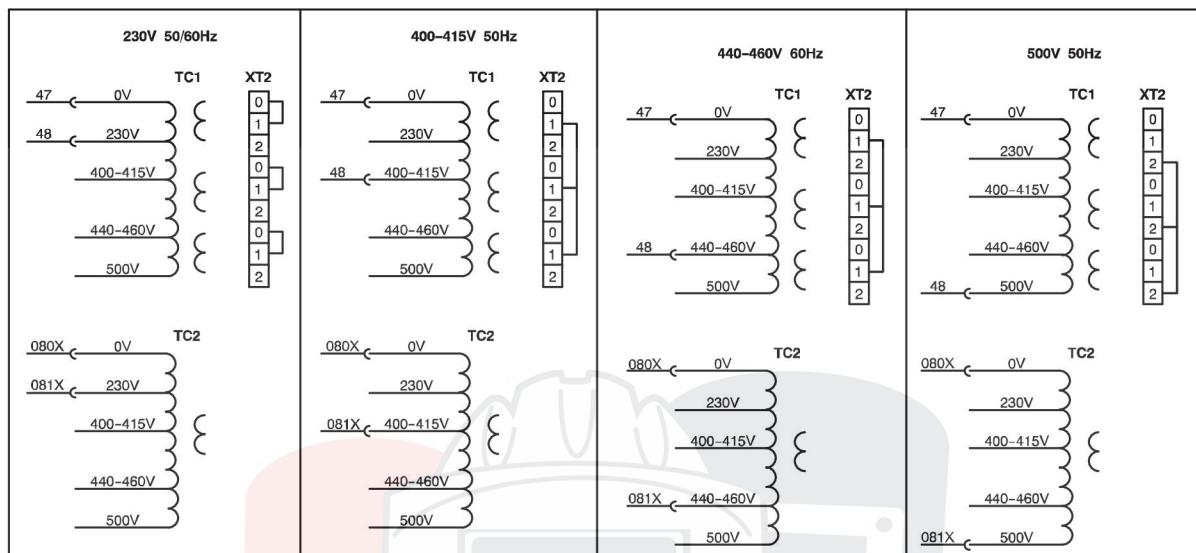 230V 50/60Hz
TC1 XT2
47 0V
48 230V
400-415V
440-460V
500V
0
1
2
0
1
2
0
1
2
TC2
080X 0V
081X 230V
400-415V
440-460V
500V
400-415V 50Hz
TC1 XT2
47 0V
230V
48 400-415V
440-460V
500V
0
1
2
0
1
2
0
1
2
TC2
080X 0V
230V
081X 400-415V
440-460V
500V
440-460V 60Hz
TC1 XT2
47 0V
230V
400-415V
48 440-460V
500V
0
1
2
0
1
2
0
1
2
TC2
080X 0V
230V
400-415V
081X 440-460V
500V
500V 50Hz
TC1 XT2
47 0V
230V
400-415V
440-460V
48 500V
0
1
2
0
1
2
0
1
2
TC2
080X 0V
230V
400-415V
440-460V
081X 500V